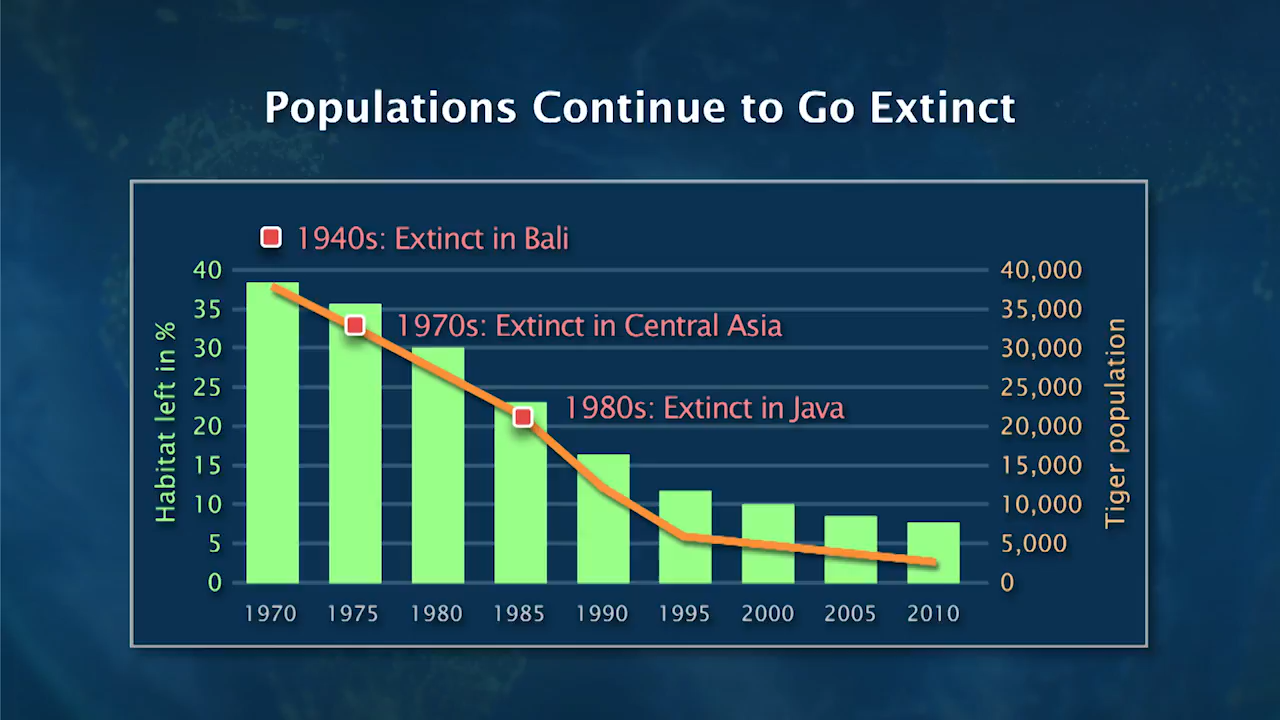 Populations Continue to Go Extinct
1940s: Extinct in Bali
1970s: Extinct in Central Asia
1980s: Extinct in Java
Habitat left in %
40
35
30
25
20
15
10
5
0
40,000
35,000
30,000
25,000
20,000
15,000
10,000
5,000
0
Tiger population
1970 1975 1980 1985 1990 1995 2000 2005 2010